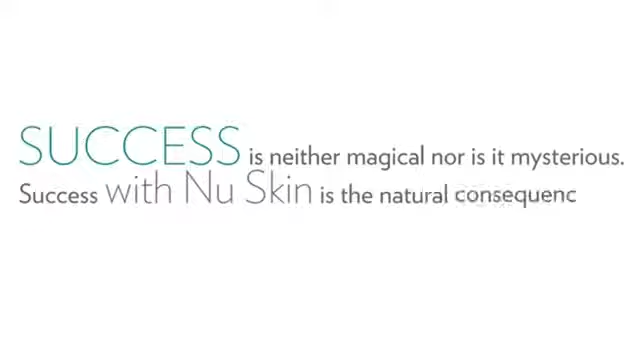 SUCCESS is neither magical nor is it mysterious.
Success with Nu Skin is the natural consequenc